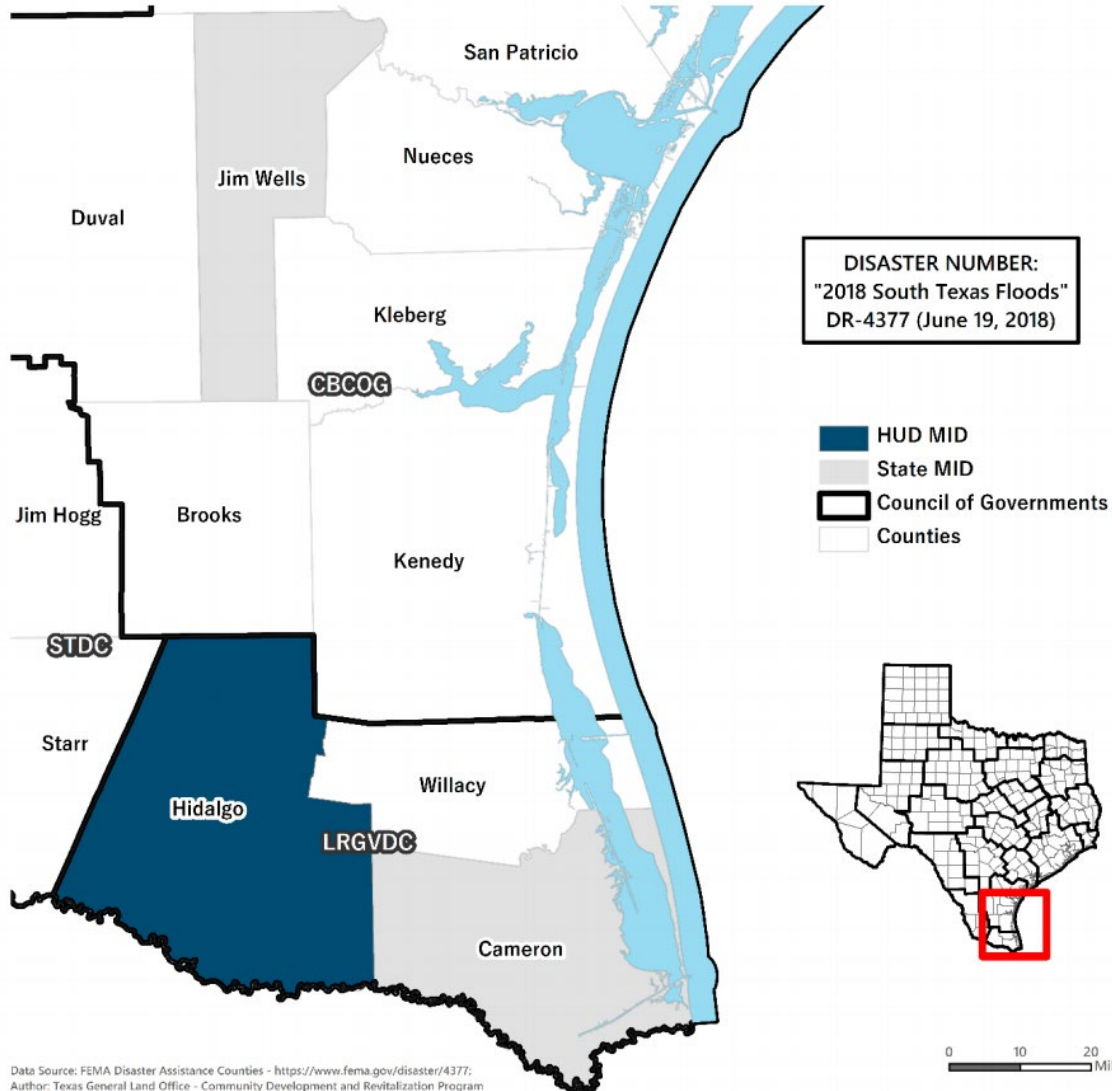 San Patricio
Nueces
Jim Wells
Duval
DISASTER NUMBER:
"2018 South Texas Floods"
DR-4377 (June 19, 2018)
Kleberg
CBCOG
HUD MID
State MID
Council of Governments
Counties
Jim Hogg
Brooks
Kenedy
STDC
Starr
Willacy
Hidalgo
LRGVDC
Cameron
0 10 20
Mi
Data Source: FEMA Disaster Assistance Counties - https://www.fema.gov/disaster/4377;
Author: Texas General Land Office - Community Development and Revitalization Program